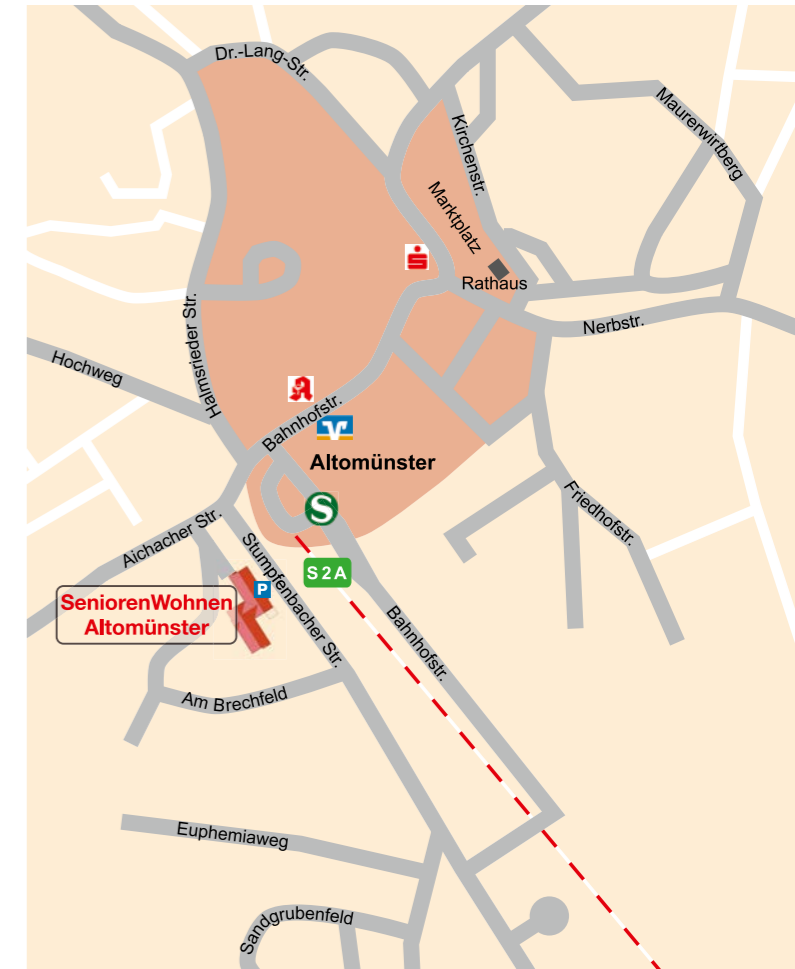 Dr.-Lang-Str.
Kirchenstr.
Maurerwirtberg
Marktplatz
Rathaus
Nerbstr.
Halmsrieder Str.
Hochweg
Bahnhofstr.
Altomünster
S
Friedhofstr.
Aichacher Str.
Stumpfenbacher Str.
S 2 A
P
SeniorenWohnen
Altomünster
Bahnhofstr.
Am Brechfeld
Euphemiaweg
Sandgrubenfeld